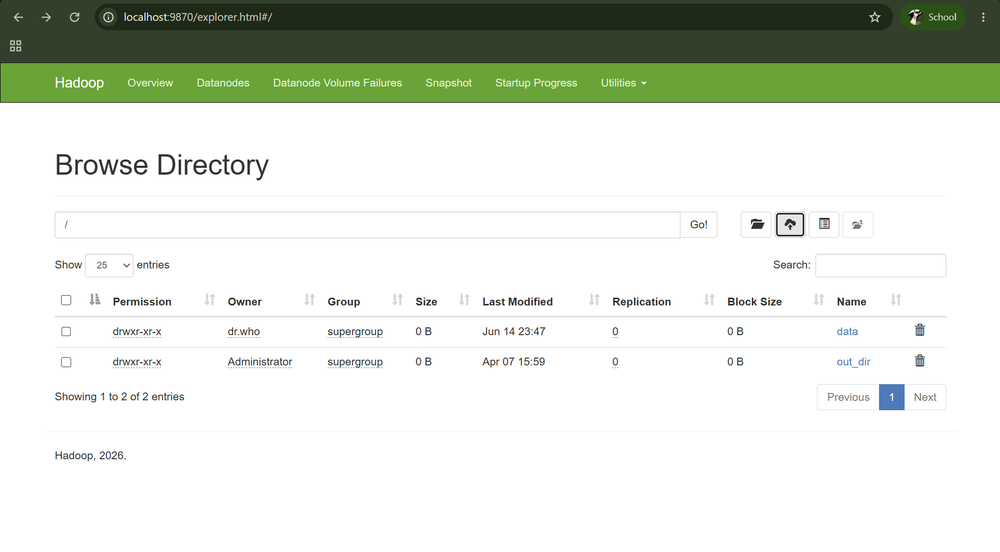 localhost:9870/explorer.html#/
School
Hadoop Overview Datanodes Datanode Volume Failures Snapshot Startup Progress Utilities
Browse Directory
/ Go!
Show 25 entries Search:
Permission Owner Group Size Last Modified Replication Block Size Name
drwxr-xr-x dr.who supergroup 0 B Jun 14 23:47 0 0 B data
drwxr-xr-x Administrator supergroup 0 B Apr 07 15:59 0 0 B out_dir
Showing 1 to 2 of 2 entries Previous 1 Next
Hadoop, 2026.